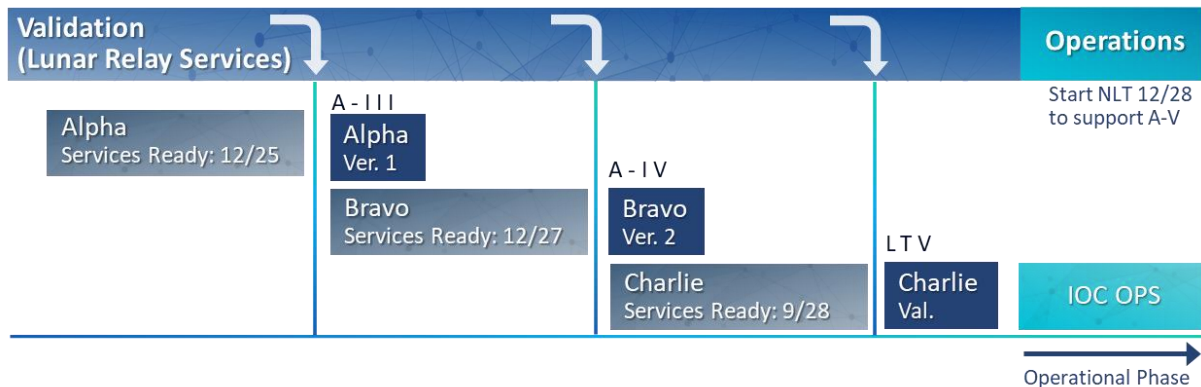 Validation
(Lunar Relay Services)
Operations
Start NLT 12/28
to support A-V
Alpha
Services Ready: 12/25
A - I I I
Alpha
Ver. 1
Bravo
Services Ready: 12/27
A - I V
Bravo
Ver. 2
Charlie
Services Ready: 9/28
L T V
Charlie
Val.
IOC OPS
Operational Phase